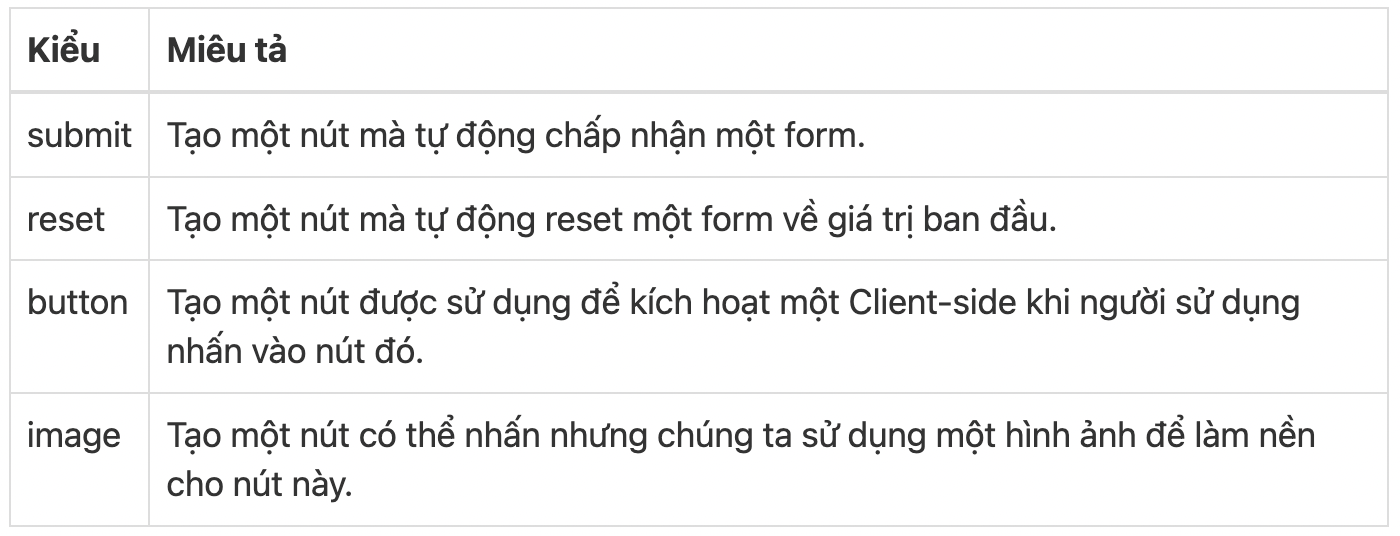 Kiểu Miêu tả
submit Tạo một nút mà tự động chấp nhận một form.
reset Tạo một nút mà tự động reset một form về giá trị ban đầu.
button Tạo một nút được sử dụng để kích hoạt một Client-side khi người sử dụng
nhấn vào nút đó.
image Tạo một nút có thể nhấn nhưng chúng ta sử dụng một hình ảnh để làm nền
cho nút này.